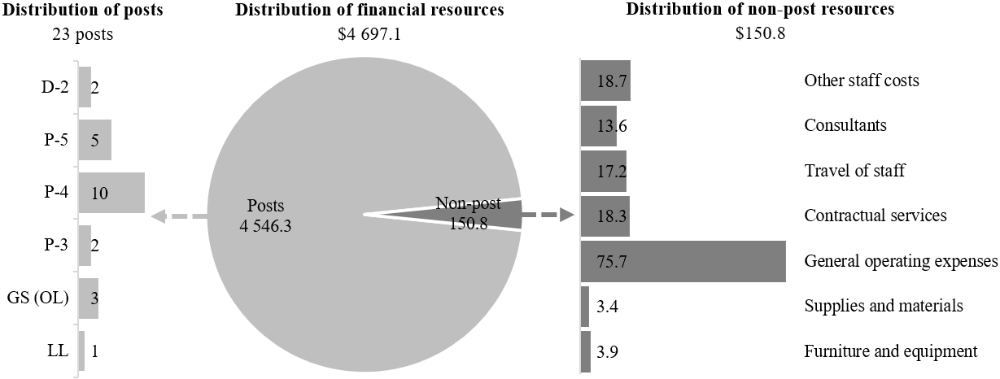 Distribution of posts
23 posts
D-2 2
P-5 5
P-4 10
P-3 2
GS (OL) 3
LL 1
Distribution of financial resources
$4 697.1
Posts
4 546.3
Non-post
150.8
Distribution of non-post resources
$150.8
18.7 Other staff costs
13.6 Consultants
17.2 Travel of staff
18.3 Contractual services
75.7 General operating expenses
3.4 Supplies and materials
3.9 Furniture and equipment